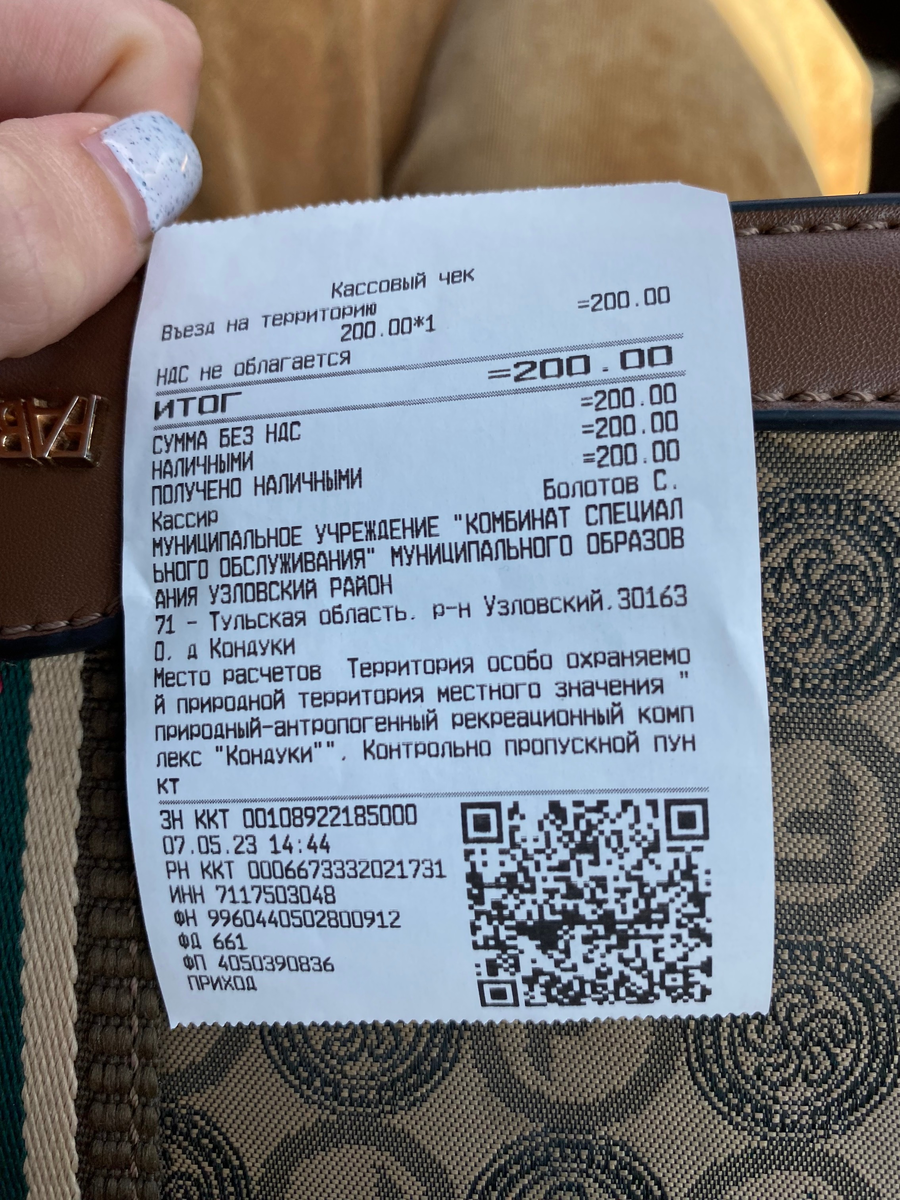 Кассовый чек
Въезд на территорию
200.00*1 =200.00
НДС не облагается
ИТОГ =200.00
СУММА БЕЗ НДС =200.00
НАЛИЧНЫМИ =200.00
ПОЛУЧЕНО НАЛИЧНЫМИ =200.00
Кассир Болотов С.
МУНИЦИПАЛЬНОЕ УЧРЕЖДЕНИЕ "КОМБИНАТ СПЕЦИАЛ
ЬНОГО ОБСЛУЖИВАНИЯ" МУНИЦИПАЛЬНОГО ОБРАЗОВ
АНИЯ УЗЛОВСКИЙ РАЙОН
71 - Тульская область, р-н Узловский,30163
0, д Кондуки
Место расчетов Территория особо охраняемо
й природной территория местного значения "
природный-антропогенный рекреационный комп
лекс "Кондуки"", Контрольно пропускной пун
кт
ЗН ККТ 00108922185000
07.05.23 14:44
РН ККТ 0006673332021731
ИНН 7117503048
ФН 9960440502800912
ФД 661
ФП 4050390836
ПРИХОД